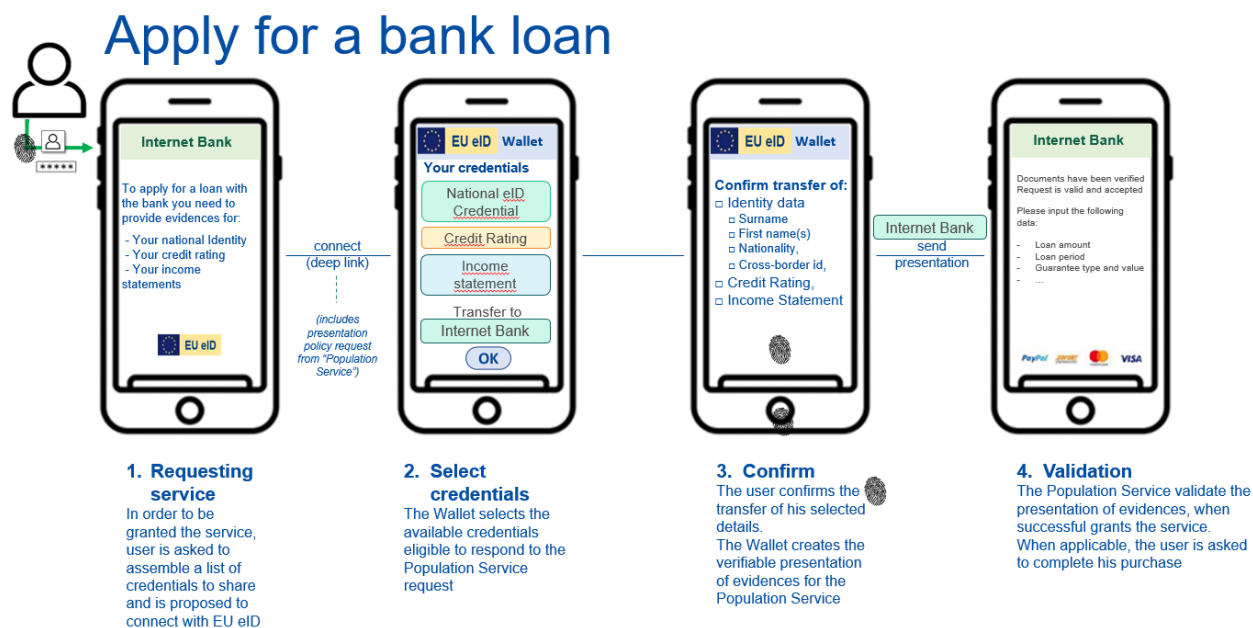 Apply for a bank loan
*****
Internet Bank
To apply for a loan with
the bank you need to
provide evidences for:
- Your national Identity
- Your credit rating
- Your income
statements
EU eID
connect
(deep link)
(includes
presentation
policy request
from "Population
Service")
EU eID Wallet
Your credentials
National eID
Credential
Credit Rating
Income
statement
Transfer to
Internet Bank
OK
EU eID Wallet
Confirm transfer of:
□ Identity data
□ Surname
□ First name(s)
□ Nationality,
□ Cross-border id,
□ Credit Rating,
□ Income Statement
Internet Bank
send
presentation
Internet Bank
Documents have been verified
Request is valid and accepted
Please input the following
data:
- Loan amount
- Loan period
- Guarantee type and value
- ...
PayPal
VISA
1. Requesting
service
In order to be
granted the service,
user is asked to
assemble a list of
credentials to share
and is proposed to
connect with EU eID
2. Select
credentials
The Wallet selects the
available credentials
eligible to respond to the
Population Service
request
3. Confirm
The user confirms the
transfer of his selected
details.
The Wallet creates the
verifiable presentation
of evidences for the
Population Service
4. Validation
The Population Service validate the
presentation of evidences, when
successful grants the service.
When applicable, the user is asked
to complete his purchase